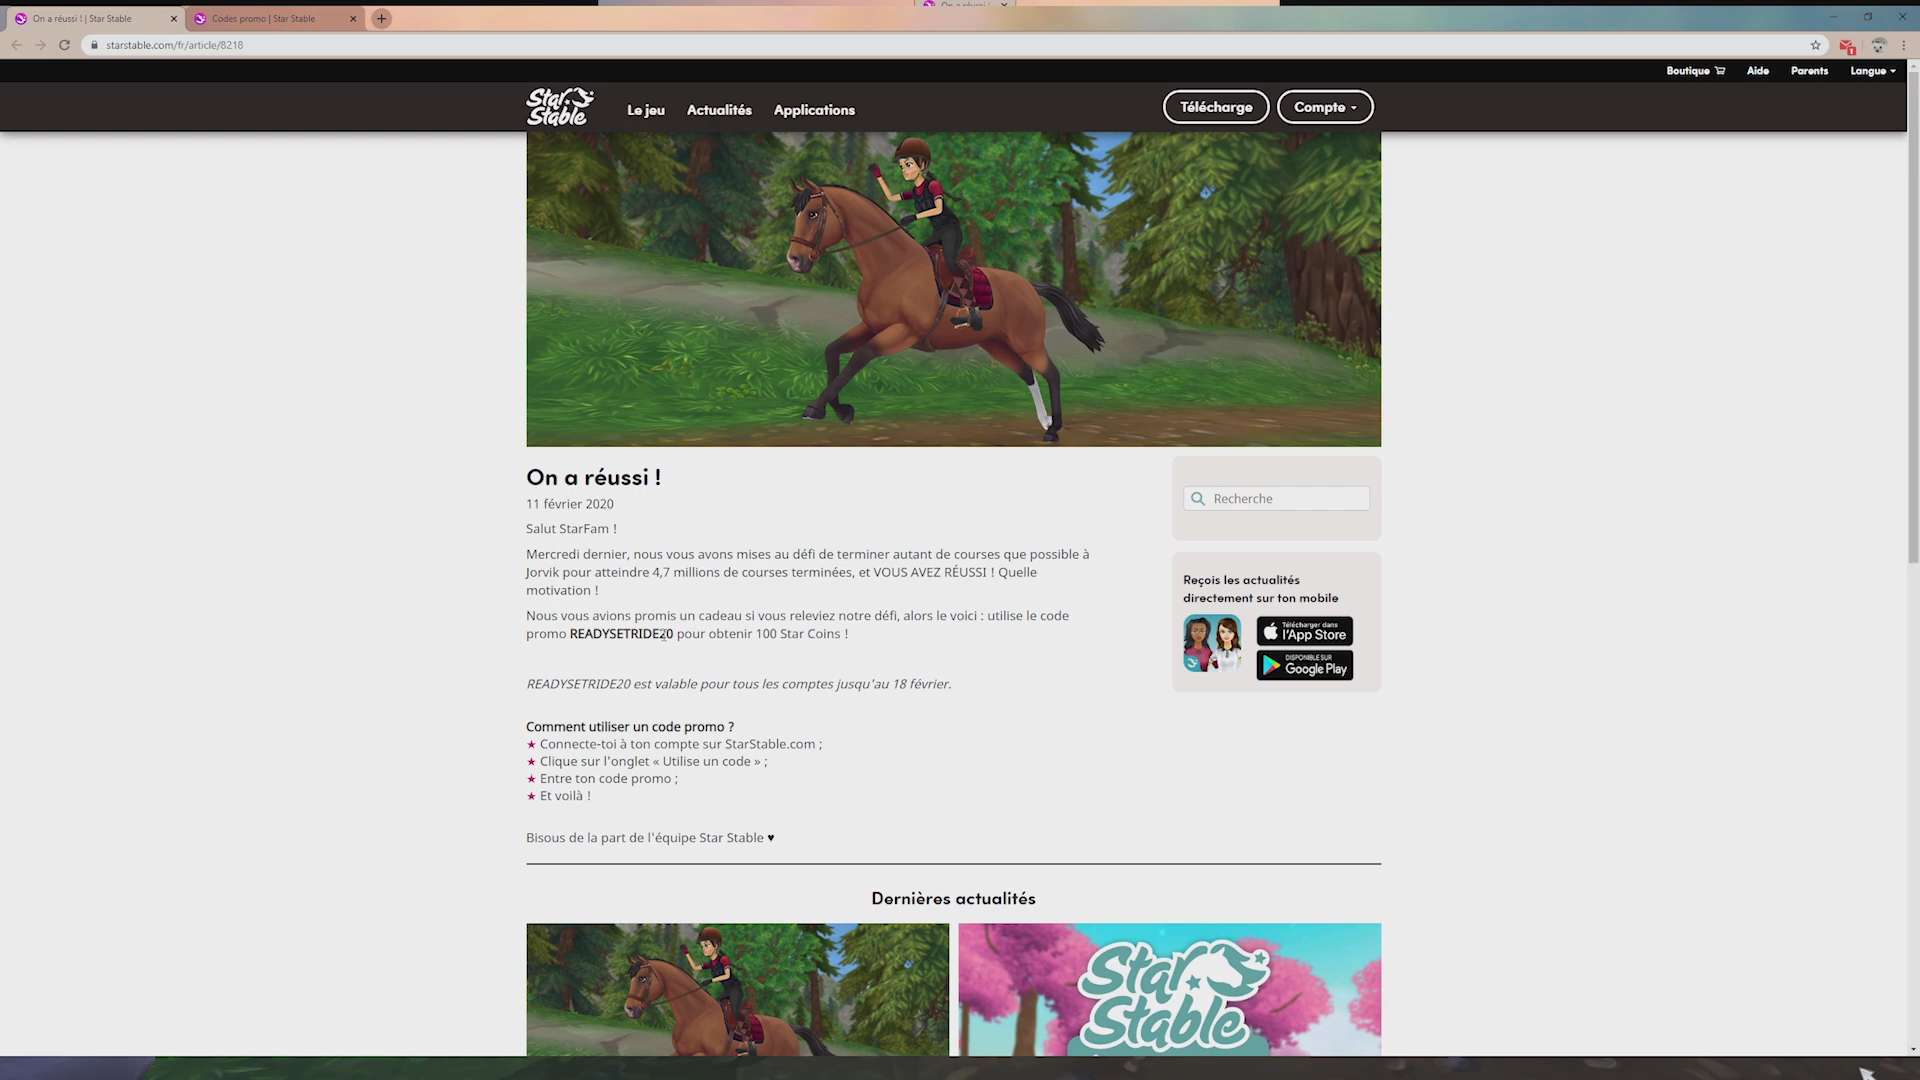 On a réussi ! | Star Stable
Codes promo | Star Stable
starstable.com/fr/article/8218
Boutique
Aide
Parents
Langue
Star Stable
Le jeu
Actualités
Applications
Télécharge
Compte
On a réussi !
11 février 2020
Salut StarFam !
Mercredi dernier, nous vous avons mises au défi de terminer autant de courses que possible à
Jorvik pour atteindre 4,7 millions de courses terminées, et VOUS AVEZ RÉUSSI ! Quelle
motivation !
Nous vous avions promis un cadeau si vous releviez notre défi, alors le voici : utilise le code
promo READYSETRIDE20 pour obtenir 100 Star Coins !
READYSETRIDE20 est valable pour tous les comptes jusqu'au 18 février.
Comment utiliser un code promo ?
★ Connecte-toi à ton compte sur StarStable.com ;
★ Clique sur l'onglet « Utilise un code » ;
★ Entre ton code promo ;
★ Et voilà !
Bisous de la part de l'équipe Star Stable ♥
Recherche
Reçois les actualités
directement sur ton mobile
Télécharger dans
l'App Store
DISPONIBLE SUR
Google Play
Dernières actualités
Star
Stable